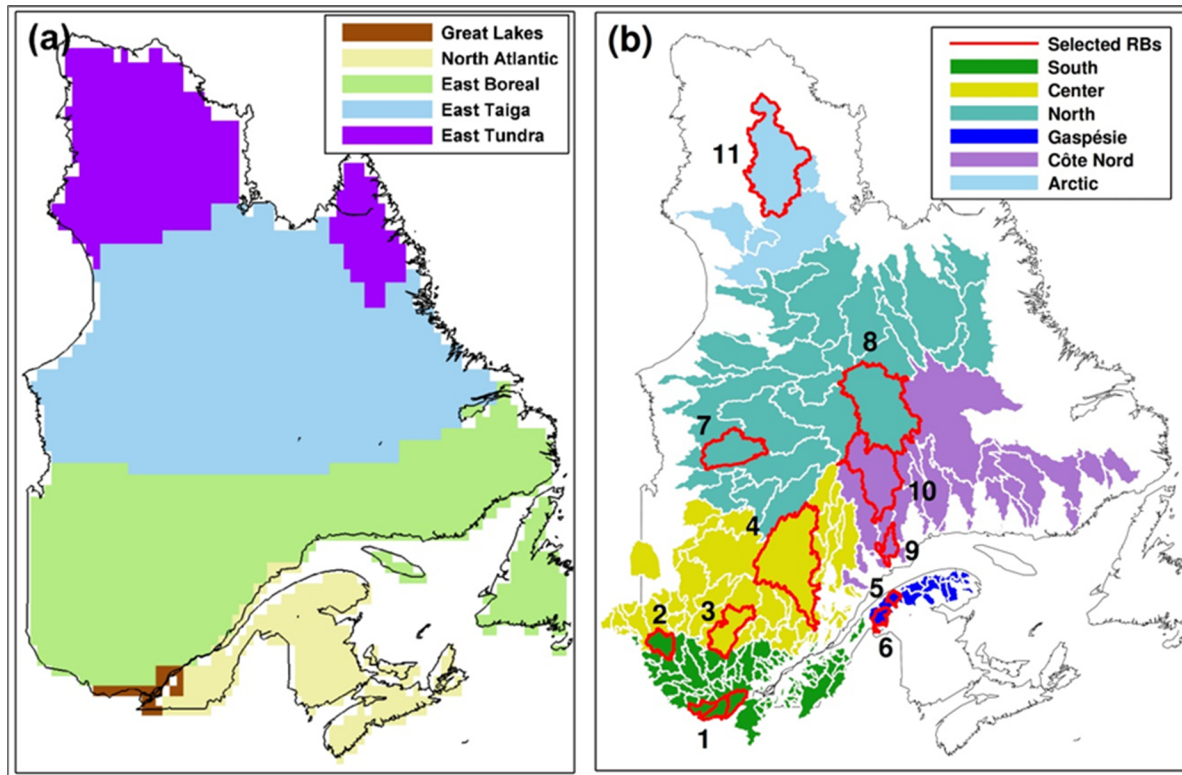 (a)
Great Lakes
North Atlantic
East Boreal
East Taiga
East Tundra
(b)
Selected RBs
South
Center
North
Gaspésie
Côte Nord
Arctic
11
8
7
10
4
9
5
2
3
6
1